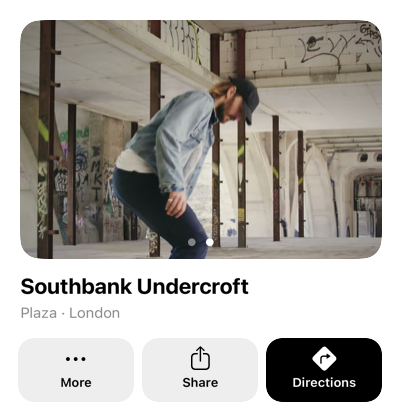 Southbank Undercroft
Plaza · London
More
Share
Directions